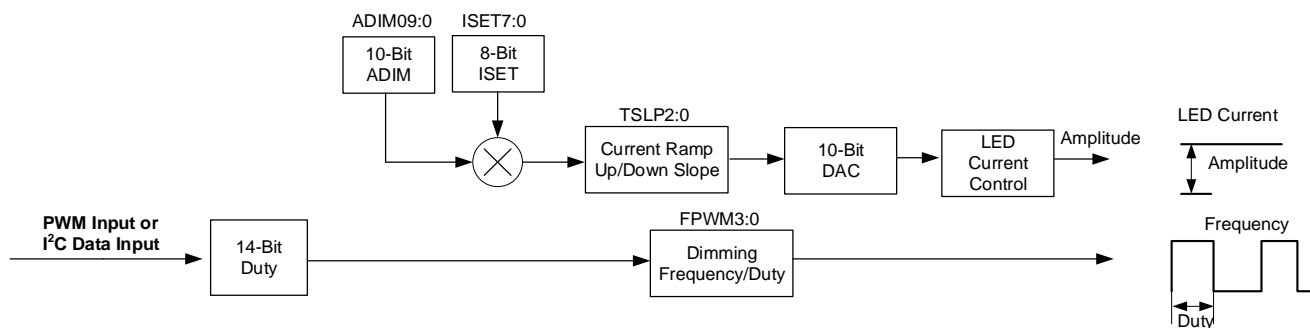 ADIM09:0
ISET7:0
10-Bit
ADIM
8-Bit
ISET
TSLP2:0
Current Ramp
Up/Down Slope
10-Bit
DAC
LED
Current
Control
Amplitude
LED Current
Amplitude
PWM Input or
I²C Data Input
14-Bit
Duty
FPWM3:0
Dimming
Frequency/Duty
Frequency
Duty